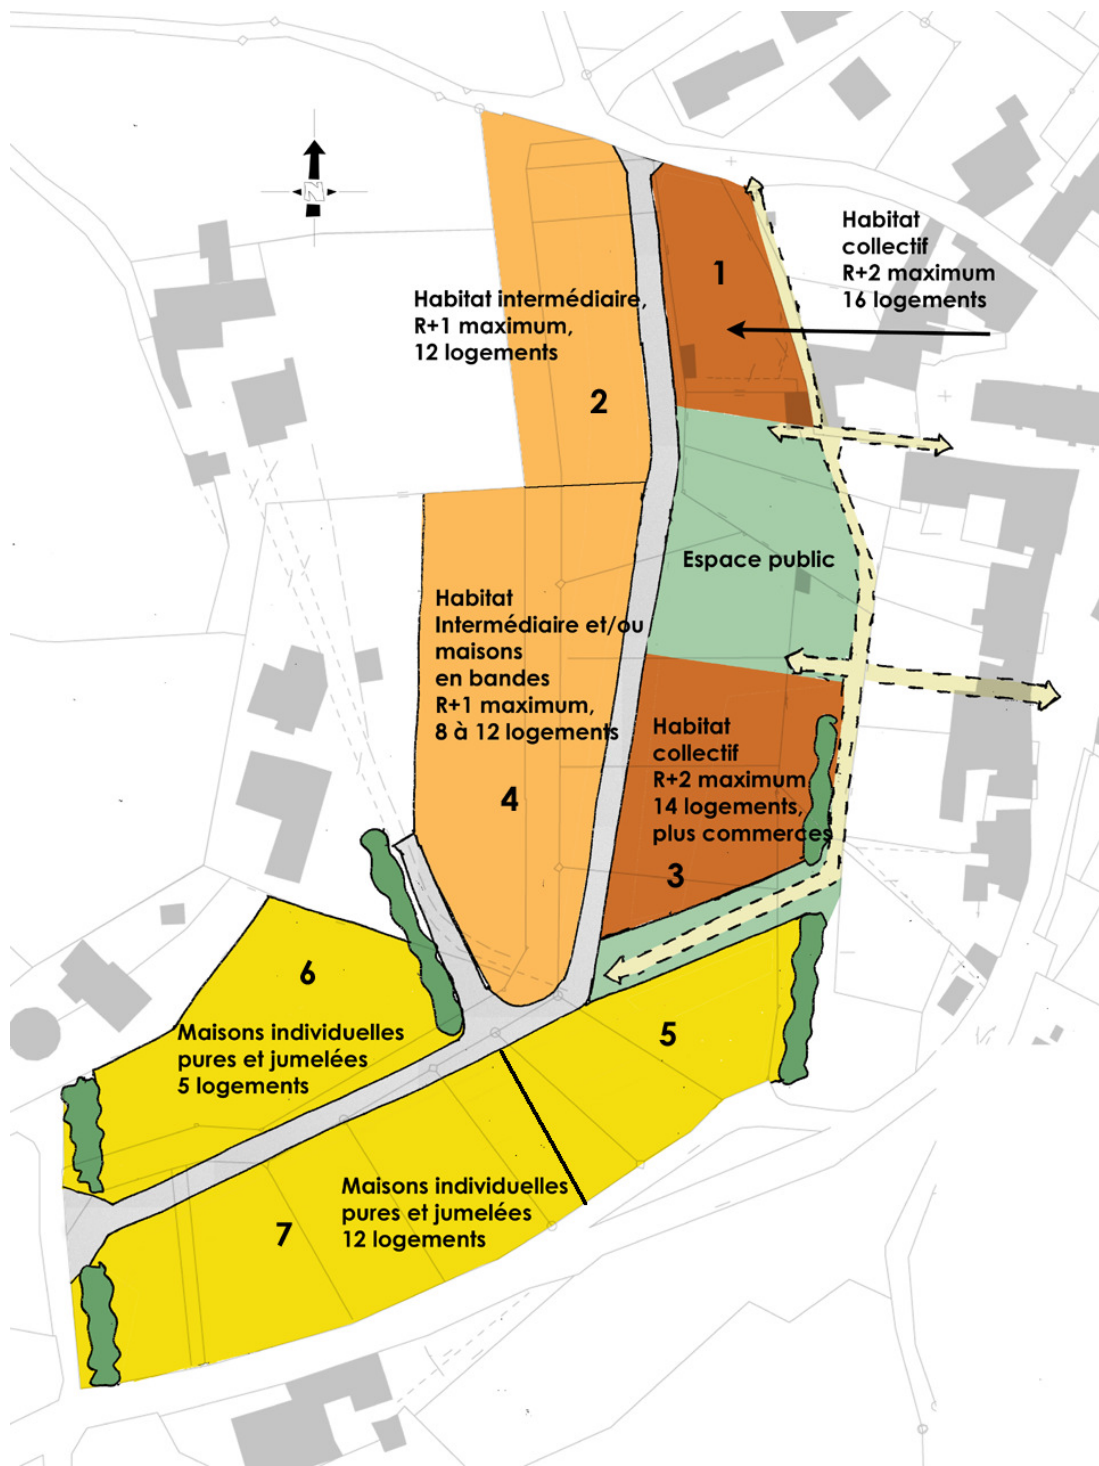 N
Habitat
collectif
R+2 maximum
16 logements
1
Habitat intermédiaire,
R+1 maximum,
12 logements
2
Espace public
Habitat
Intermédiaire et/ou
maisons
en bandes
R+1 maximum,
8 à 12 logements
4
Habitat
collectif
R+2 maximum
14 logements,
plus commerces
3
6
Maisons individuelles
pures et jumelées
5 logements
5
Maisons individuelles
pures et jumelées
12 logements
7